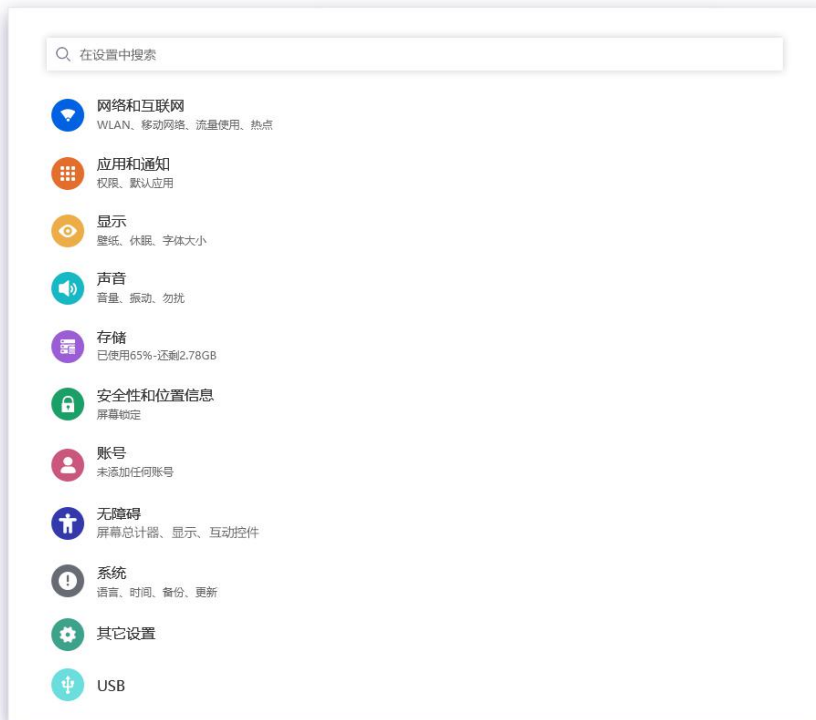 在设置中搜索
网络和互联网
WLAN、移动网络、流量使用、热点
应用和通知
权限、默认应用
显示
壁纸、休眠、字体大小
声音
音量、振动、勿扰
存储
已使用65%-还剩2.78GB
安全性和位置信息
屏幕锁定
账号
未添加任何账号
无障碍
屏幕总计器、显示、互动控件
系统
语言、时间、备份、更新
其它设置
USB